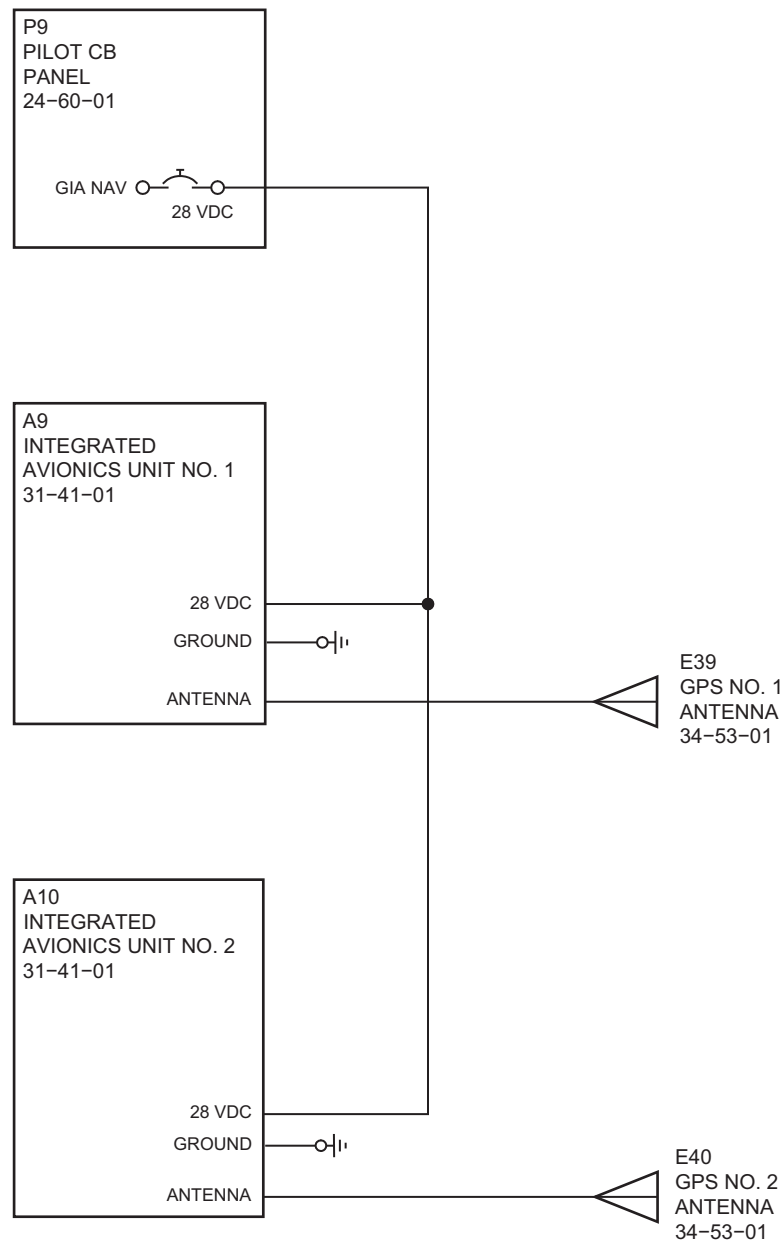 P9
PILOT CB
PANEL
24−60−01
GIA NAV
28 VDC
A9
INTEGRATED
AVIONICS UNIT NO. 1
31−41−01
28 VDC
GROUND
ANTENNA
E39
GPS NO. 1
ANTENNA
34−53−01
A10
INTEGRATED
AVIONICS UNIT NO. 2
31−41−01
28 VDC
GROUND
ANTENNA
E40
GPS NO. 2
ANTENNA
34−53−01